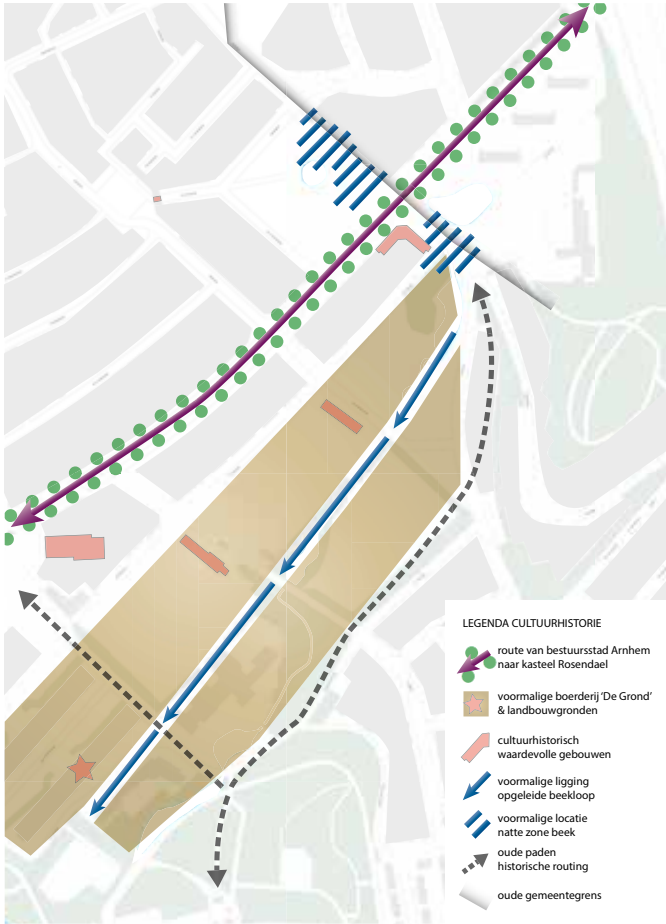 LEGENDA CULTUURHISTORIE
route van bestuursstad Arnhem
naar kasteel Rosendael
voormalige boerderij ‘De Grond’
& landbouwgronden
cultuurhistorisch
waardevolle gebouwen
voormalige ligging
opgeleide beekloop
voormalige locatie
natte zone beek
oude paden
historische routing
oude gemeentegrens